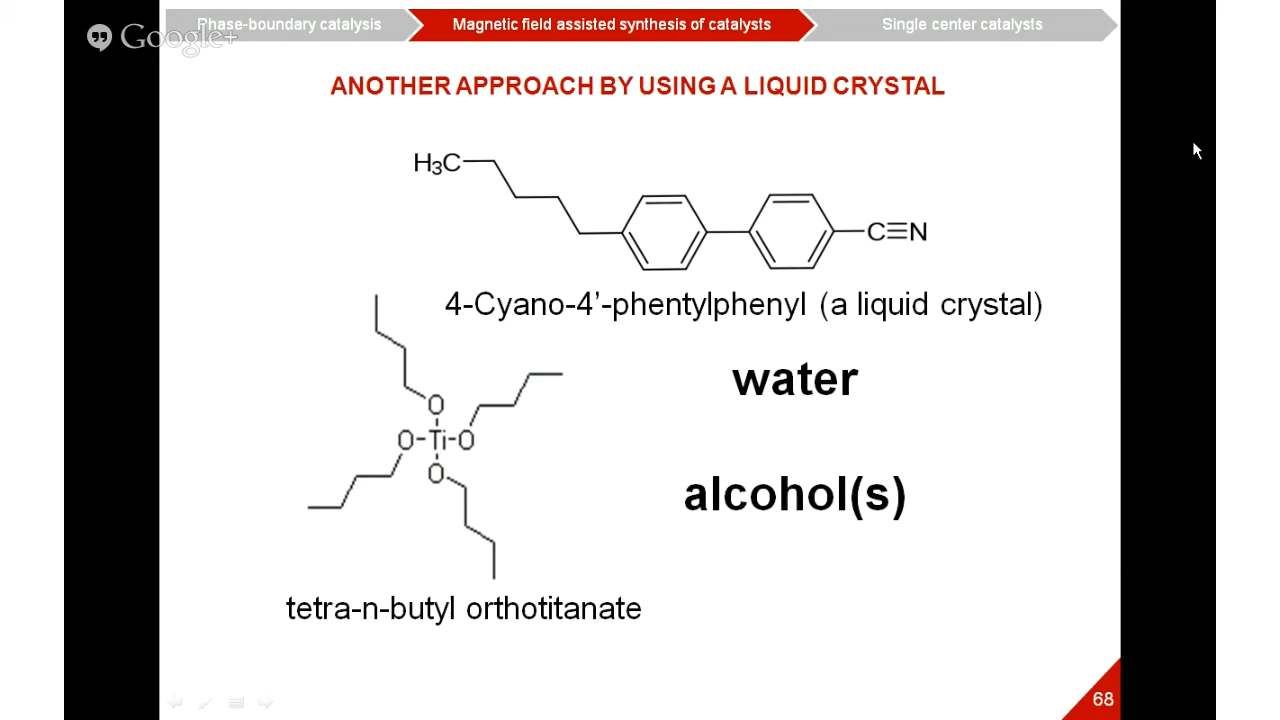 Phase-boundary catalysis
Magnetic field assisted synthesis of catalysts
Single center catalysts
Google+
ANOTHER APPROACH BY USING A LIQUID CRYSTAL
H3C
C≡N
4-Cyano-4’-phentylphenyl (a liquid crystal)
water
O
O-Ti-O
O
alcohol(s)
tetra-n-butyl orthotitanate
68